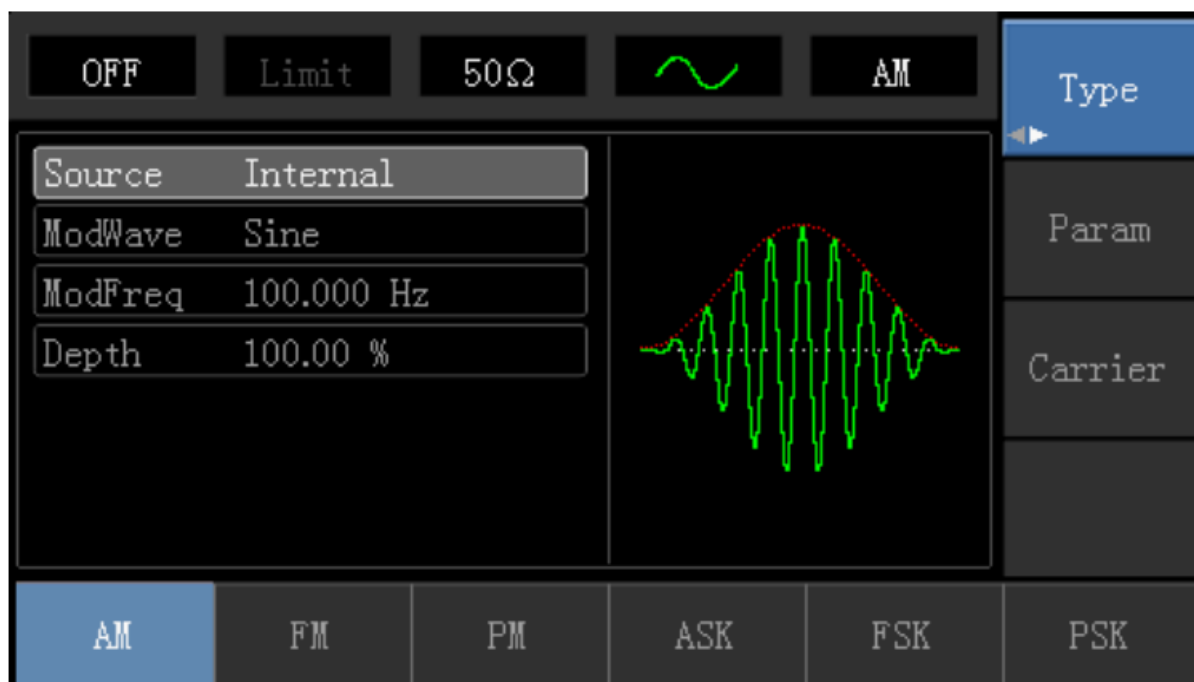 OFF Limit 50Ω AM
Type
Source Internal
ModWave Sine
ModFreq 100.000 Hz
Depth 100.00 %
Param
Carrier
AM FM PM ASK FSK PSK